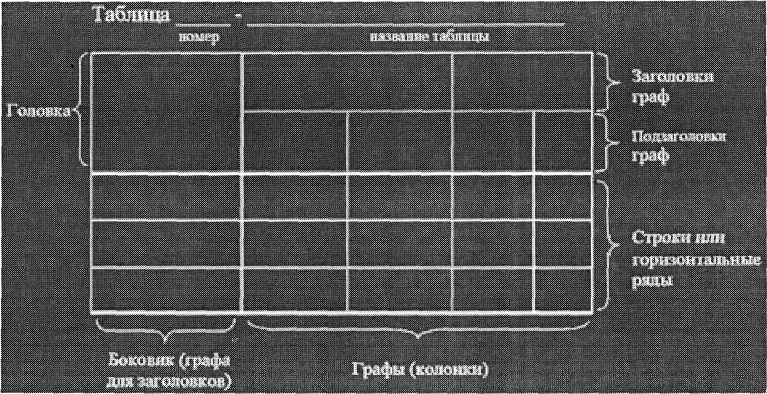 Таблица ______ - ______________________
номер название таблицы
Головка
Заголовки
граф
Подзаголовки
граф
Строки или
горизонтальные
ряды
Боковик (графа
для заголовков)
Графы (колонки)